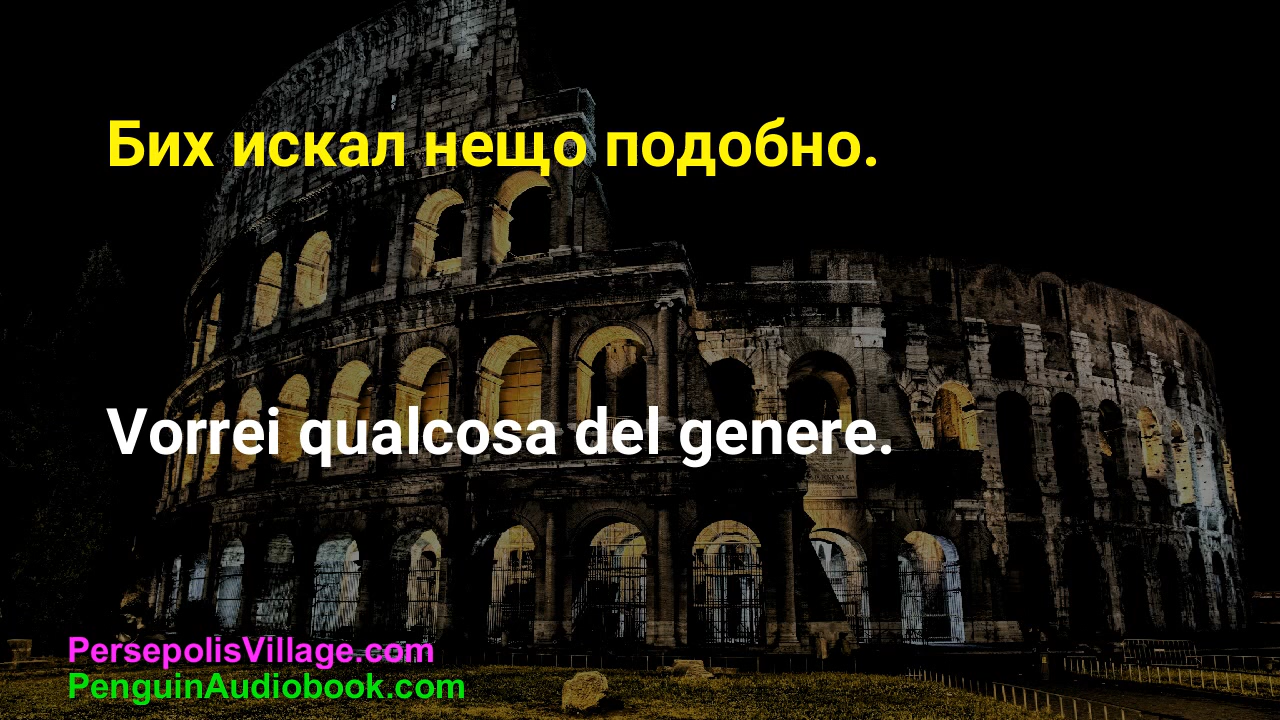 Бих искал нещо подобно.
Vorrei qualcosa del genere.
PersepolisVillage.com
PenguinAudiobook.com